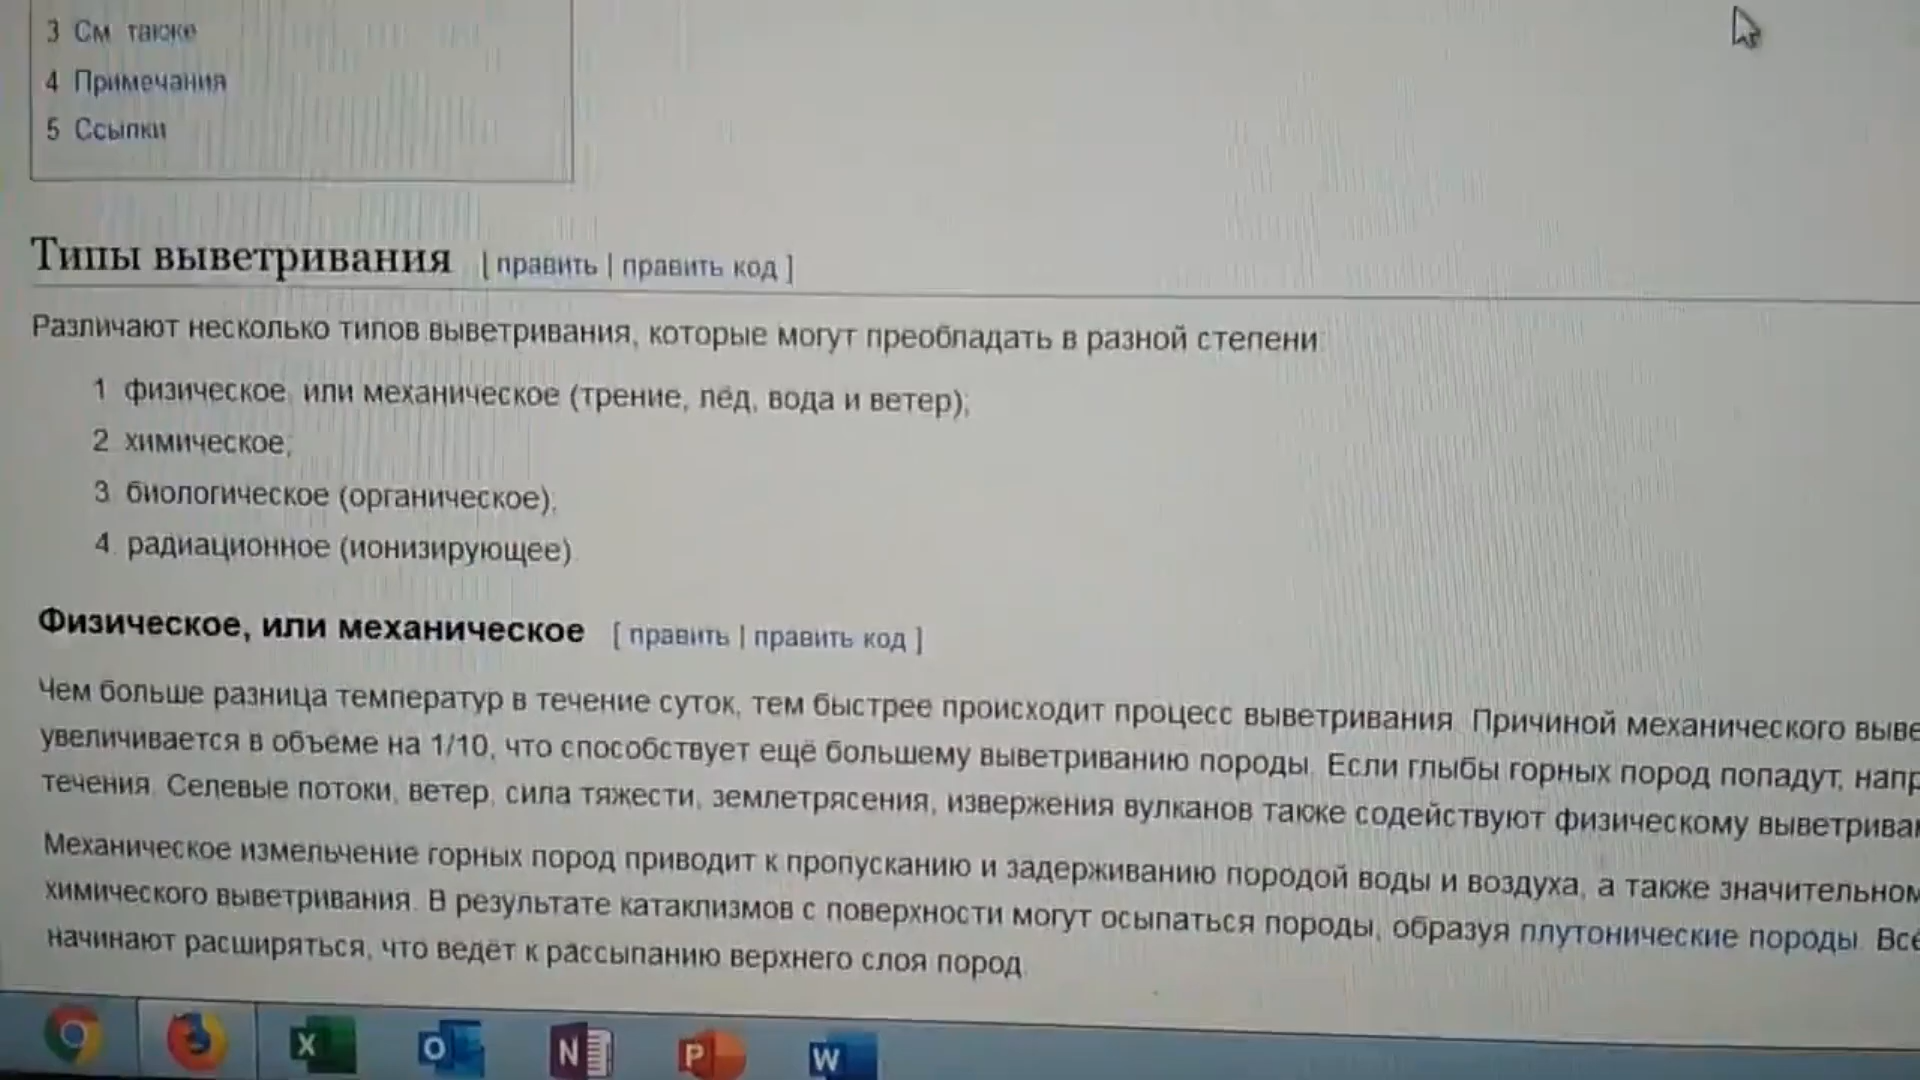 3 См. также
4 Примечания
5 Ссылки
Типы выветривания [ править | править код ]
Различают несколько типов выветривания, которые могут преобладать в разной степени:
1. физическое, или механическое (трение, лёд, вода и ветер);
2. химическое;
3. биологическое (органическое);
4. радиационное (ионизирующее).
Физическое, или механическое [ править | править код ]
Чем больше разница температур в течение суток, тем быстрее происходит процесс выветривания. Причиной механического выве
увеличивается в объёме на 1/10, что способствует ещё большему выветриванию породы. Если глыбы горных пород попадут, напр
течения. Селевые потоки, ветер, сила тяжести, землетрясения, извержения вулканов также содействуют физическому выветрива
Механическое измельчение горных пород приводит к пропусканию и задерживанию породой воды и воздуха, а также значительном
химического выветривания. В результате катаклизмов с поверхности могут осыпаться породы, образуя плутонические породы. Всё
начинают расширяться, что ведёт к рассыпанию верхнего слоя пород.
X O N P W